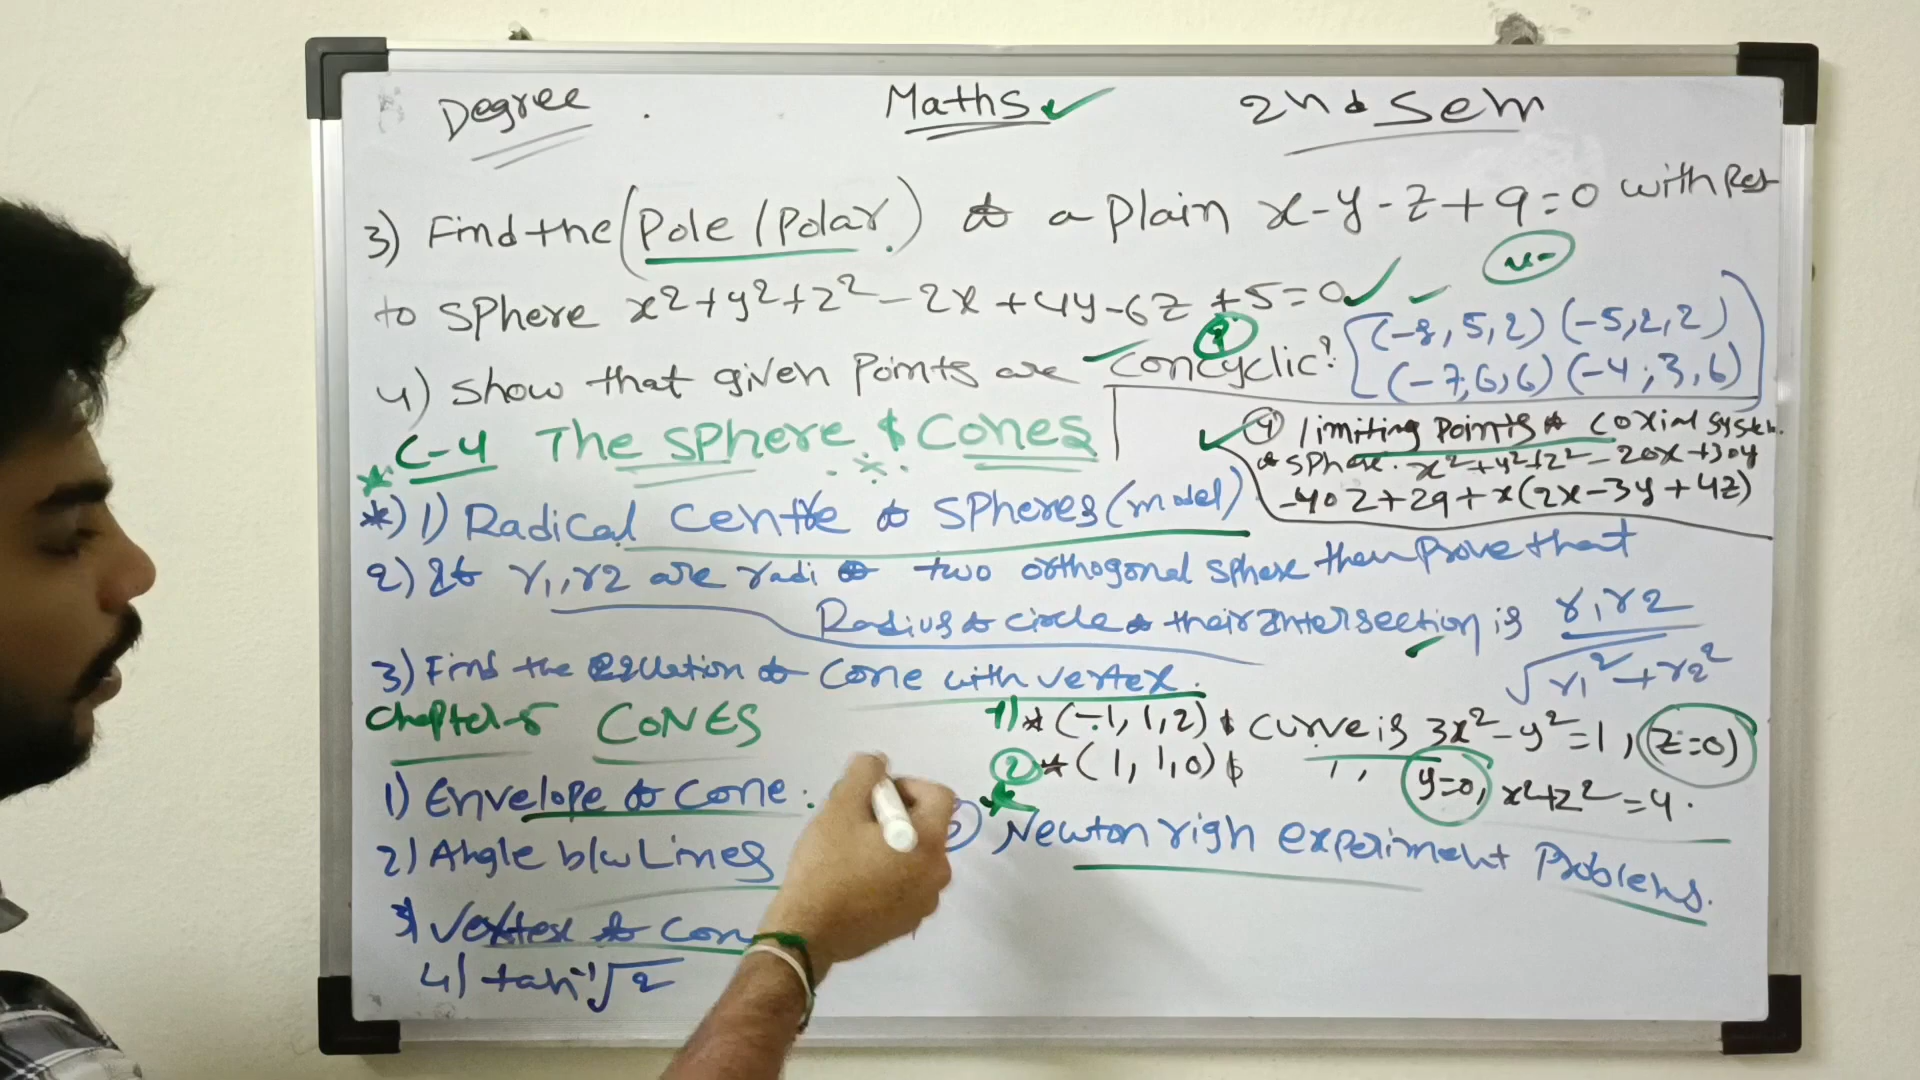 Degree . Maths ✓ 2nd Sem
3) Find the (Pole / Polar.) of a Plain x-y-z+9=0 with Res
to SPhere x²+y²+z²-2x+4y-6z+5=0
4) Show that given Points are Concyclic? [(-8,5,2) (-5,2,2)
(-7,6,6) (-4,3,6)]
C-4 The SPhere & Cones
④ limiting Points of Coxial System.
of SPhere. x²+y²+z²-20x+30y
-40z+29+x(2x-3y+4z)
*) 1) Radical Centre of SPheres (model)
2) If r1,r2 are radi of two orthogonal Sphere then Prove that
Radius of circle of their Intersection is r1r2
√r1²+r2²
3) Find the equation of Cone with vertex.
Chapter-5 CONES
1) * (-1,1,2) & Curve is 3x²-y²=1, (z=0)
② * (1,1,0) & , , y=0, x²+z²=4.
1) Envelope of Cone :
Newton righ experiment Problems.
2) Angle b/w Lines
3) Vertex of Con
4) tan⁻¹√2